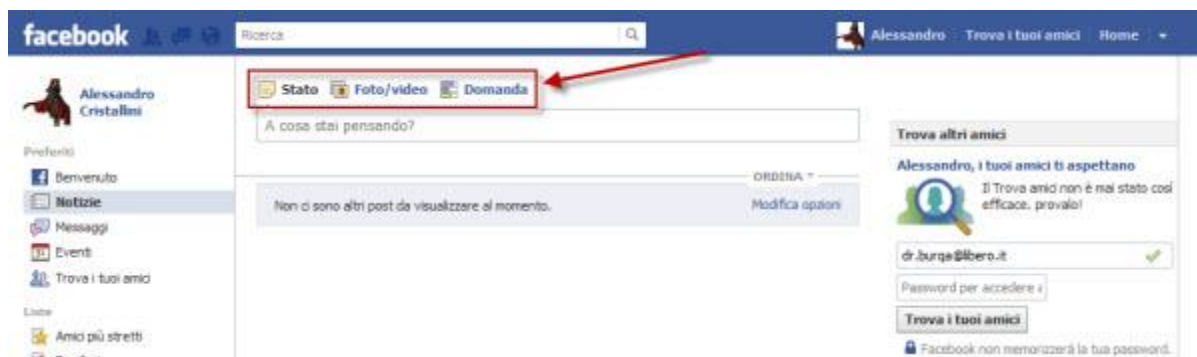 facebook
Ricerca
Alessandro Trova i tuoi amici Home
Alessandro
Cristallini
Stato Foto/video Domanda
A cosa stai pensando?
Preferiti
Benvenuto
Notizie
Messaggi
Eventi
Trova i tuoi amici
Liste
Amici più stretti
ORDINA
Non ci sono altri post da visualizzare al momento.
Modifica opzioni
Trova altri amici
Alessandro, i tuoi amici ti aspettano
Il Trova amici non è mai stato così
efficace, provalo!
dr.burqa@libero.it
Password per accedere a
Trova i tuoi amici
Facebook non memorizzerà la tua password.